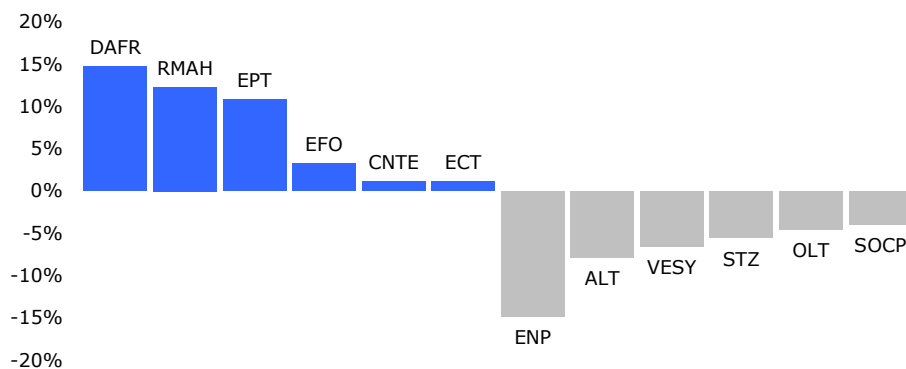 20%
15%
10%
5%
0%
-5%
-10%
-15%
-20%
DAFR
RMAH
EPT
EFO
CNTE
ECT
ENP
ALT
VESY
STZ
OLT
SOCP